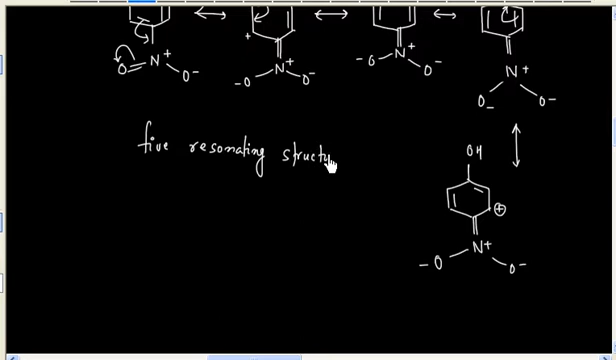 +
O N+ O-
-O N+ O-
-O N+ O-
N+
O- O-
five resonating structu
OH
+
N+
-O O-